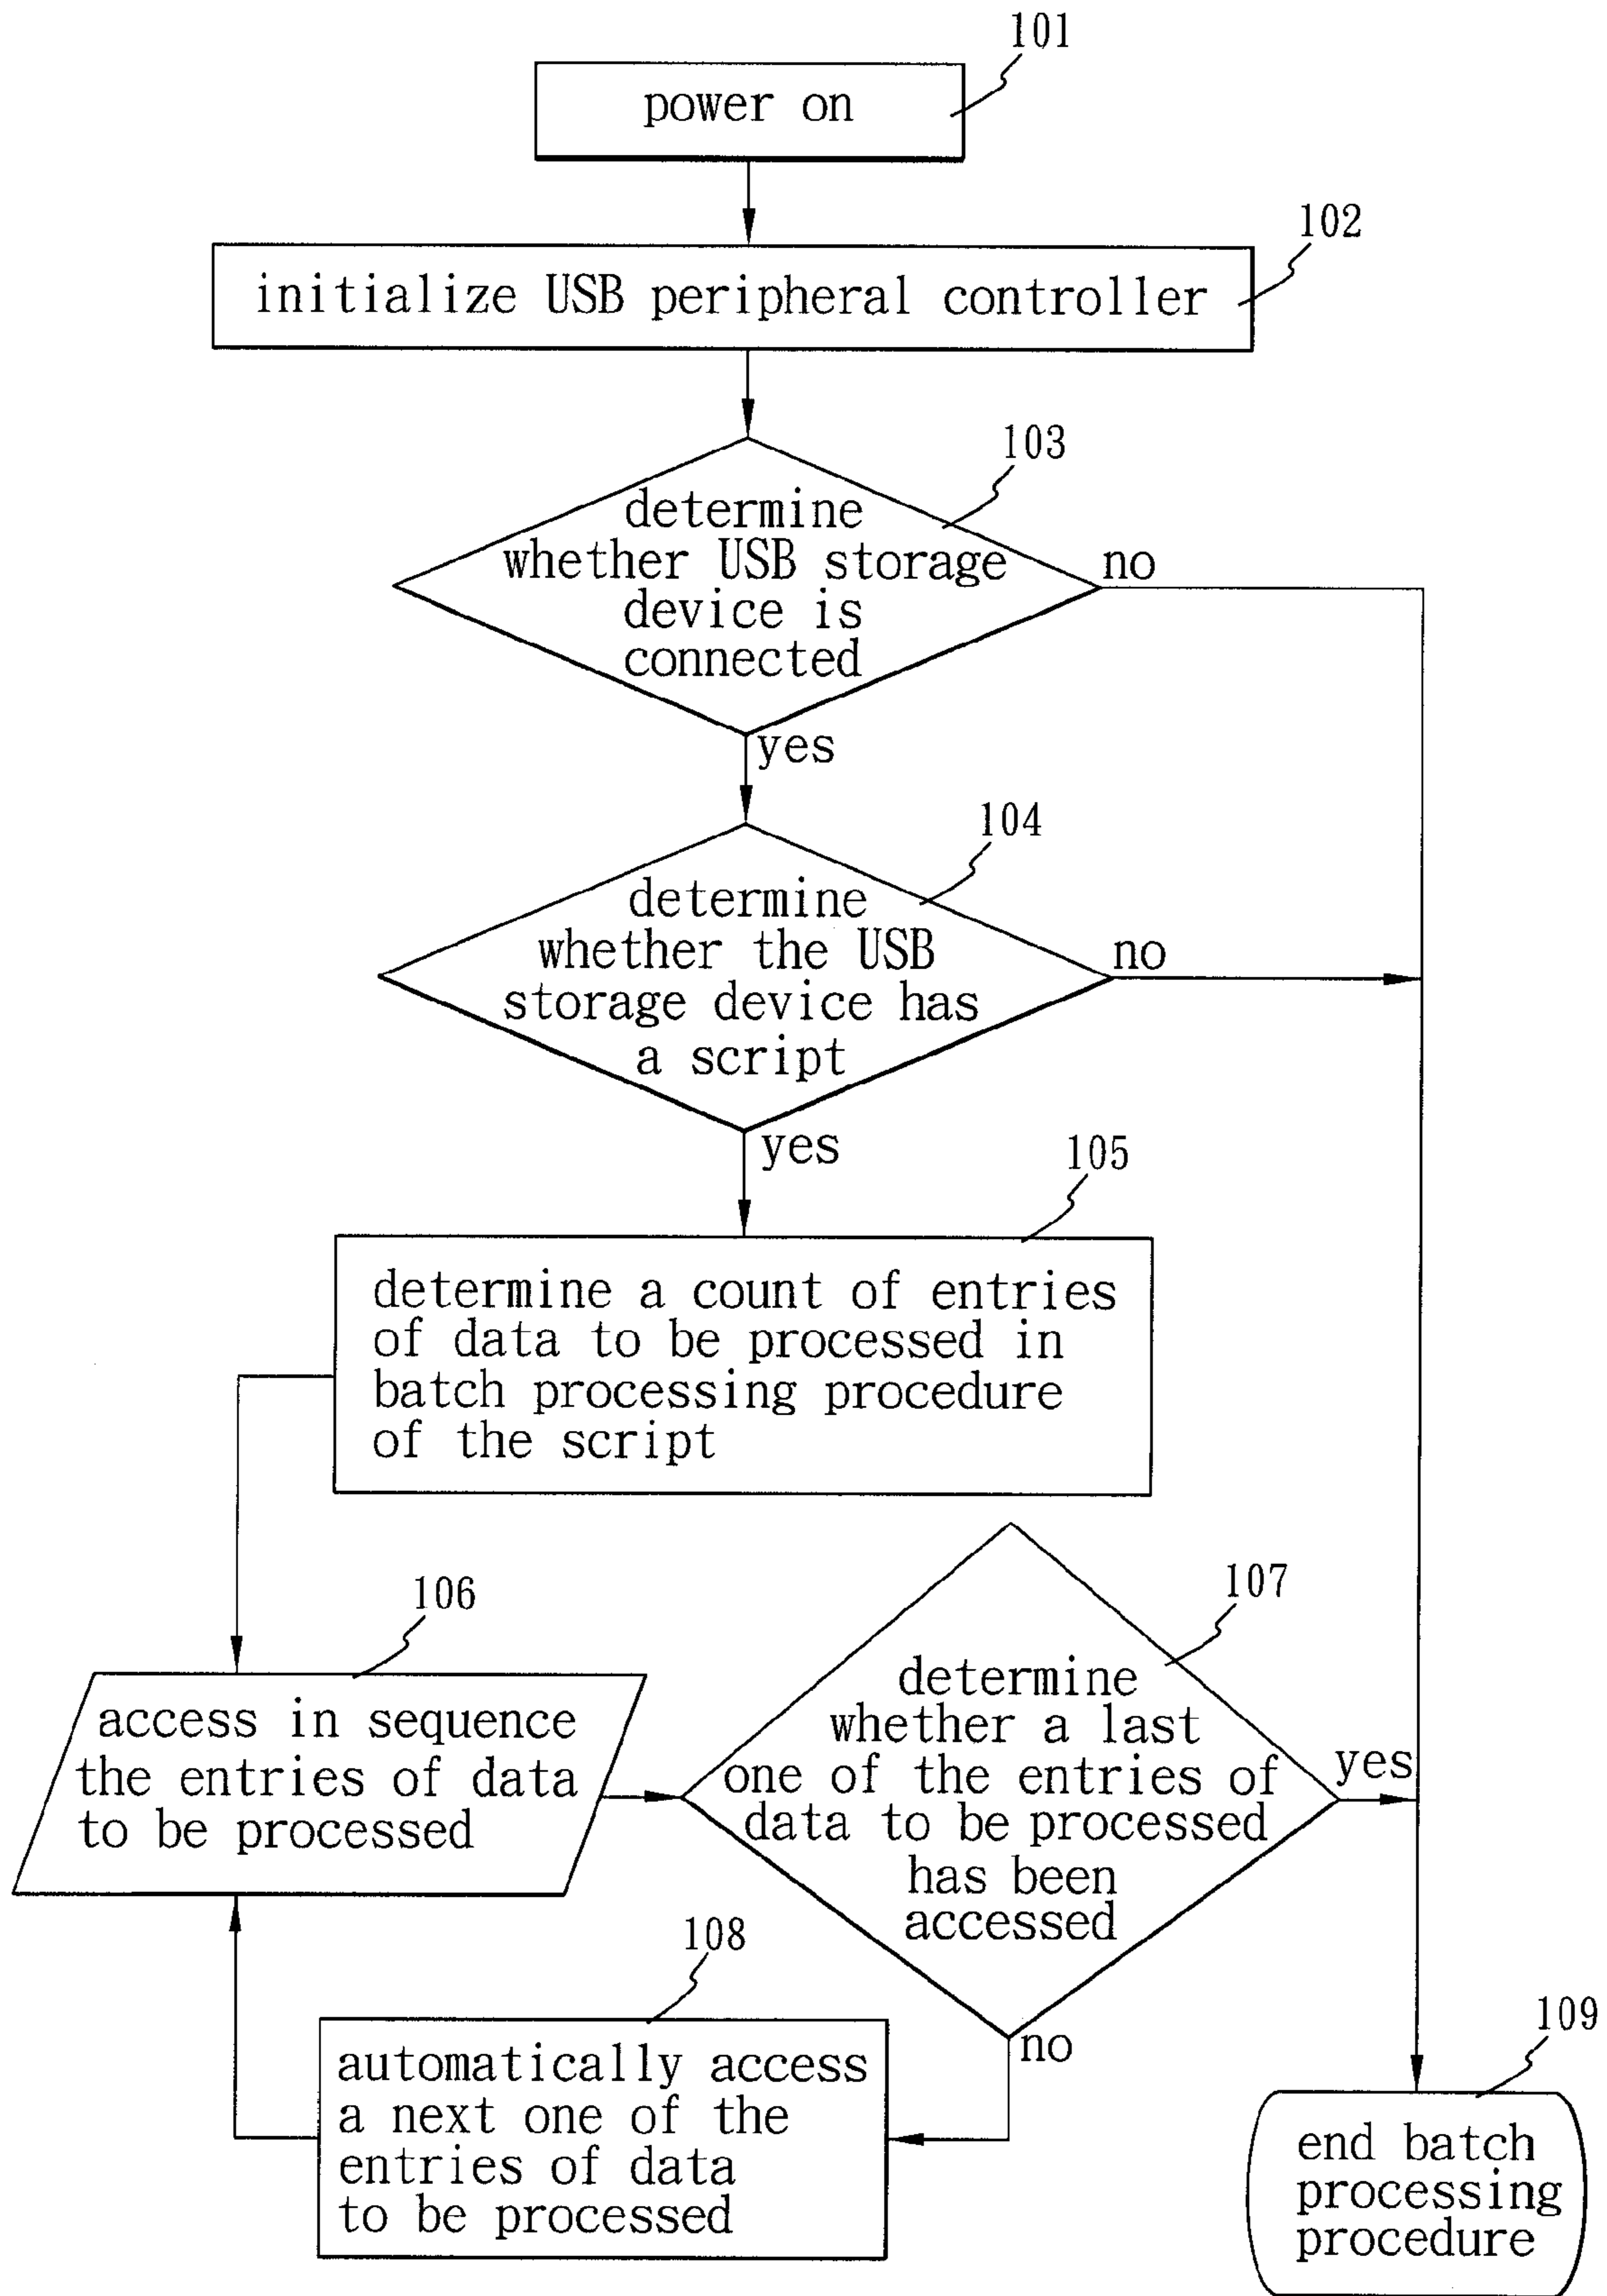 101
power on
102
initialize USB peripheral controller
103
determine
whether USB storage
device is
connected
no
yes
104
determine
whether the USB
storage device has
a script
no
yes
105
determine a count of entries
of data to be processed in
batch processing procedure
of the script
106
access in sequence
the entries of data
to be processed
107
determine
whether a last
one of the entries of
data to be processed
has been
accessed
yes
no
108
automatically access
a next one of the
entries of data
to be processed
109
end batch
processing
procedure